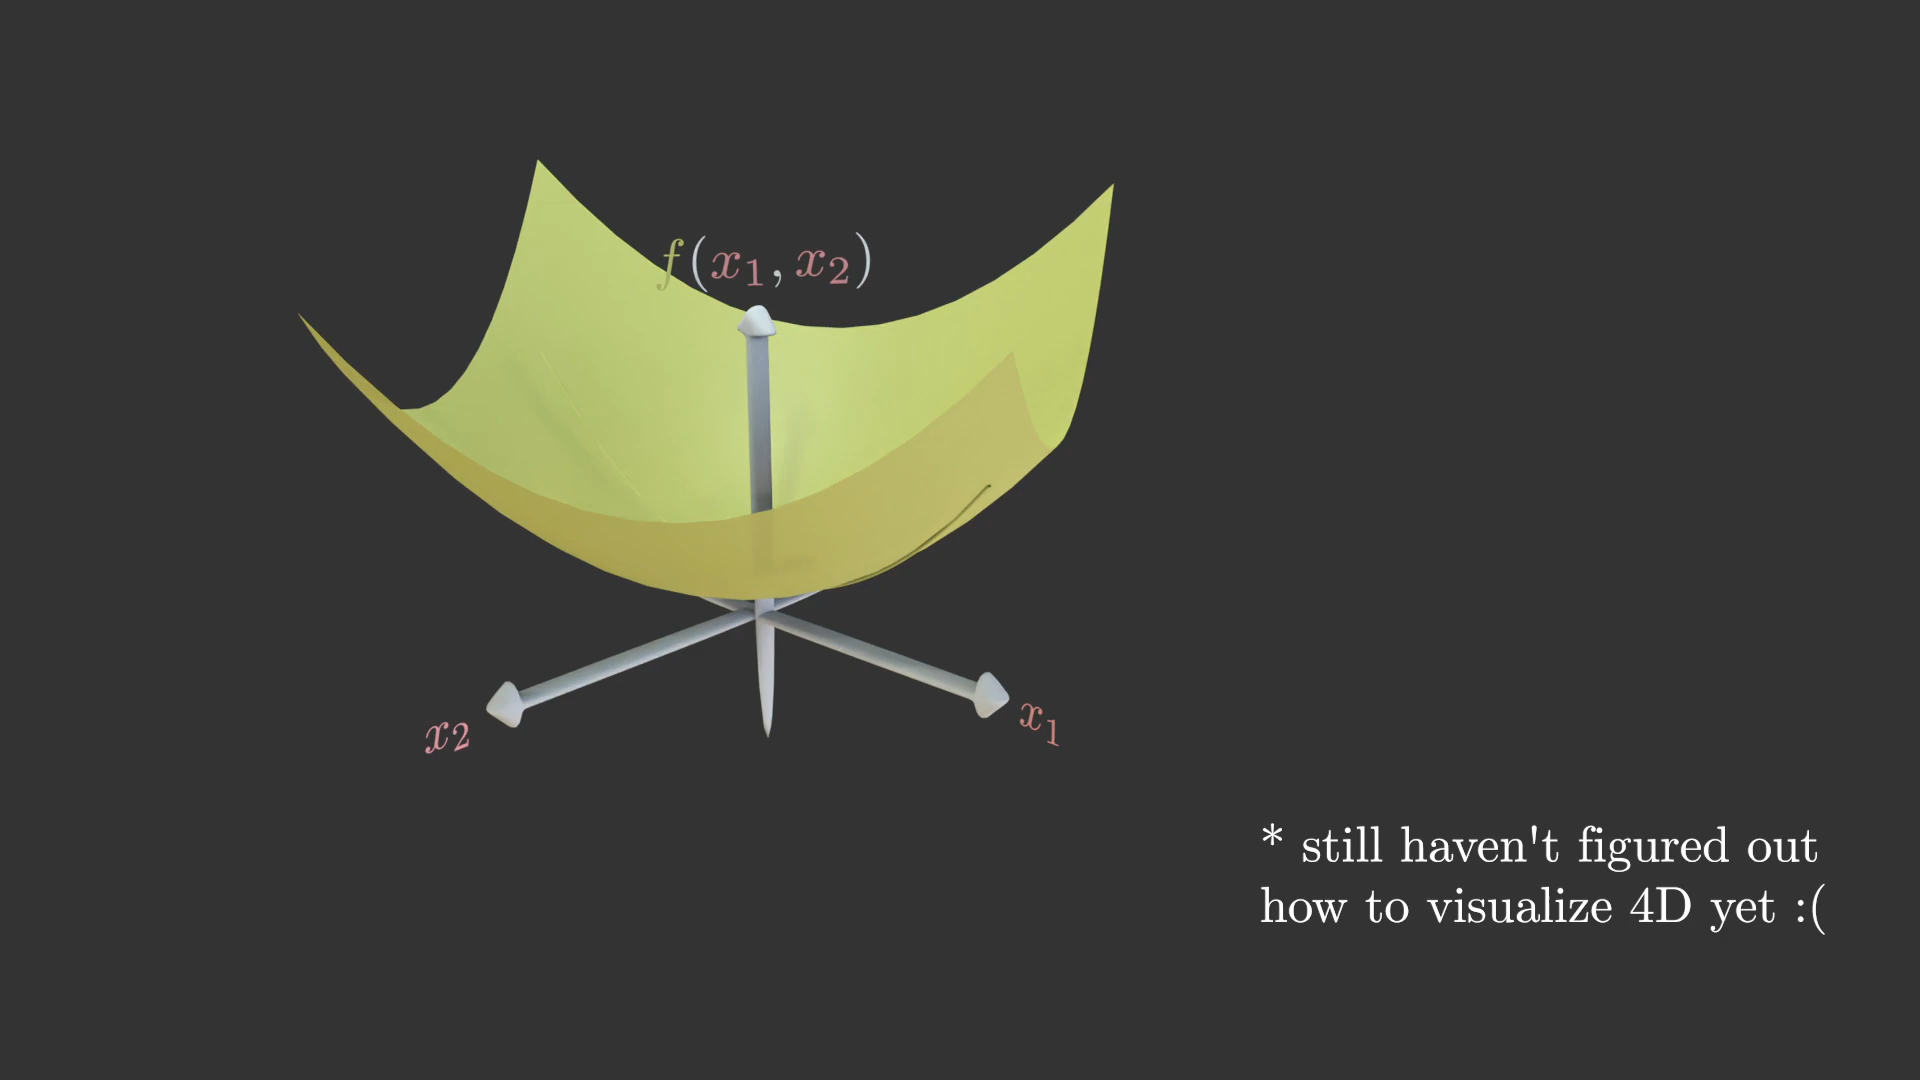 f(x₁, x₂)
x₂
x₁
* still haven't figured out
how to visualize 4D yet :(